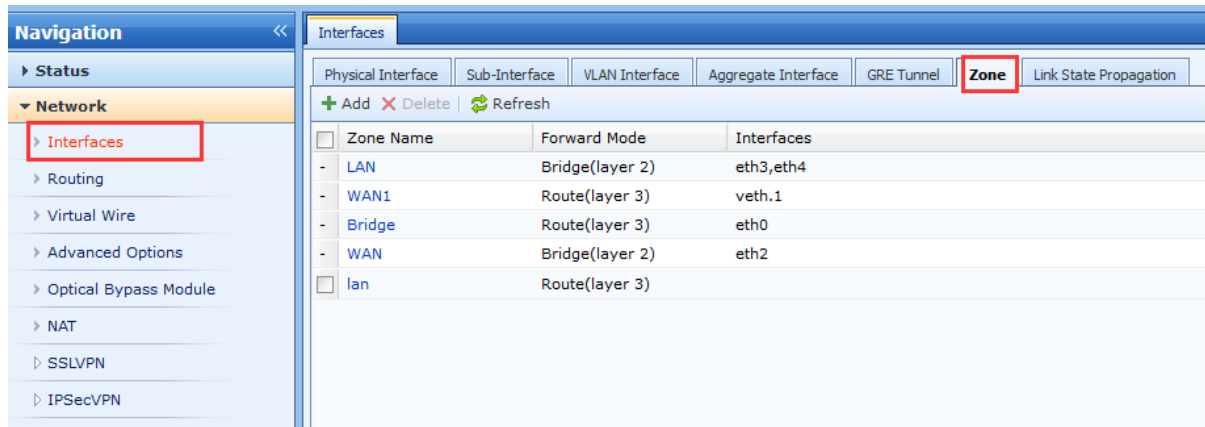 Navigation
Status
Network
Interfaces
Routing
Virtual Wire
Advanced Options
Optical Bypass Module
NAT
SSLVPN
IPSecVPN
Interfaces
Physical Interface Sub-Interface VLAN Interface Aggregate Interface GRE Tunnel Zone Link State Propagation
Add Delete Refresh
Zone Name Forward Mode Interfaces
- LAN Bridge(layer 2) eth3,eth4
- WAN1 Route(layer 3) veth.1
- Bridge Route(layer 3) eth0
- WAN Bridge(layer 2) eth2
lan Route(layer 3)